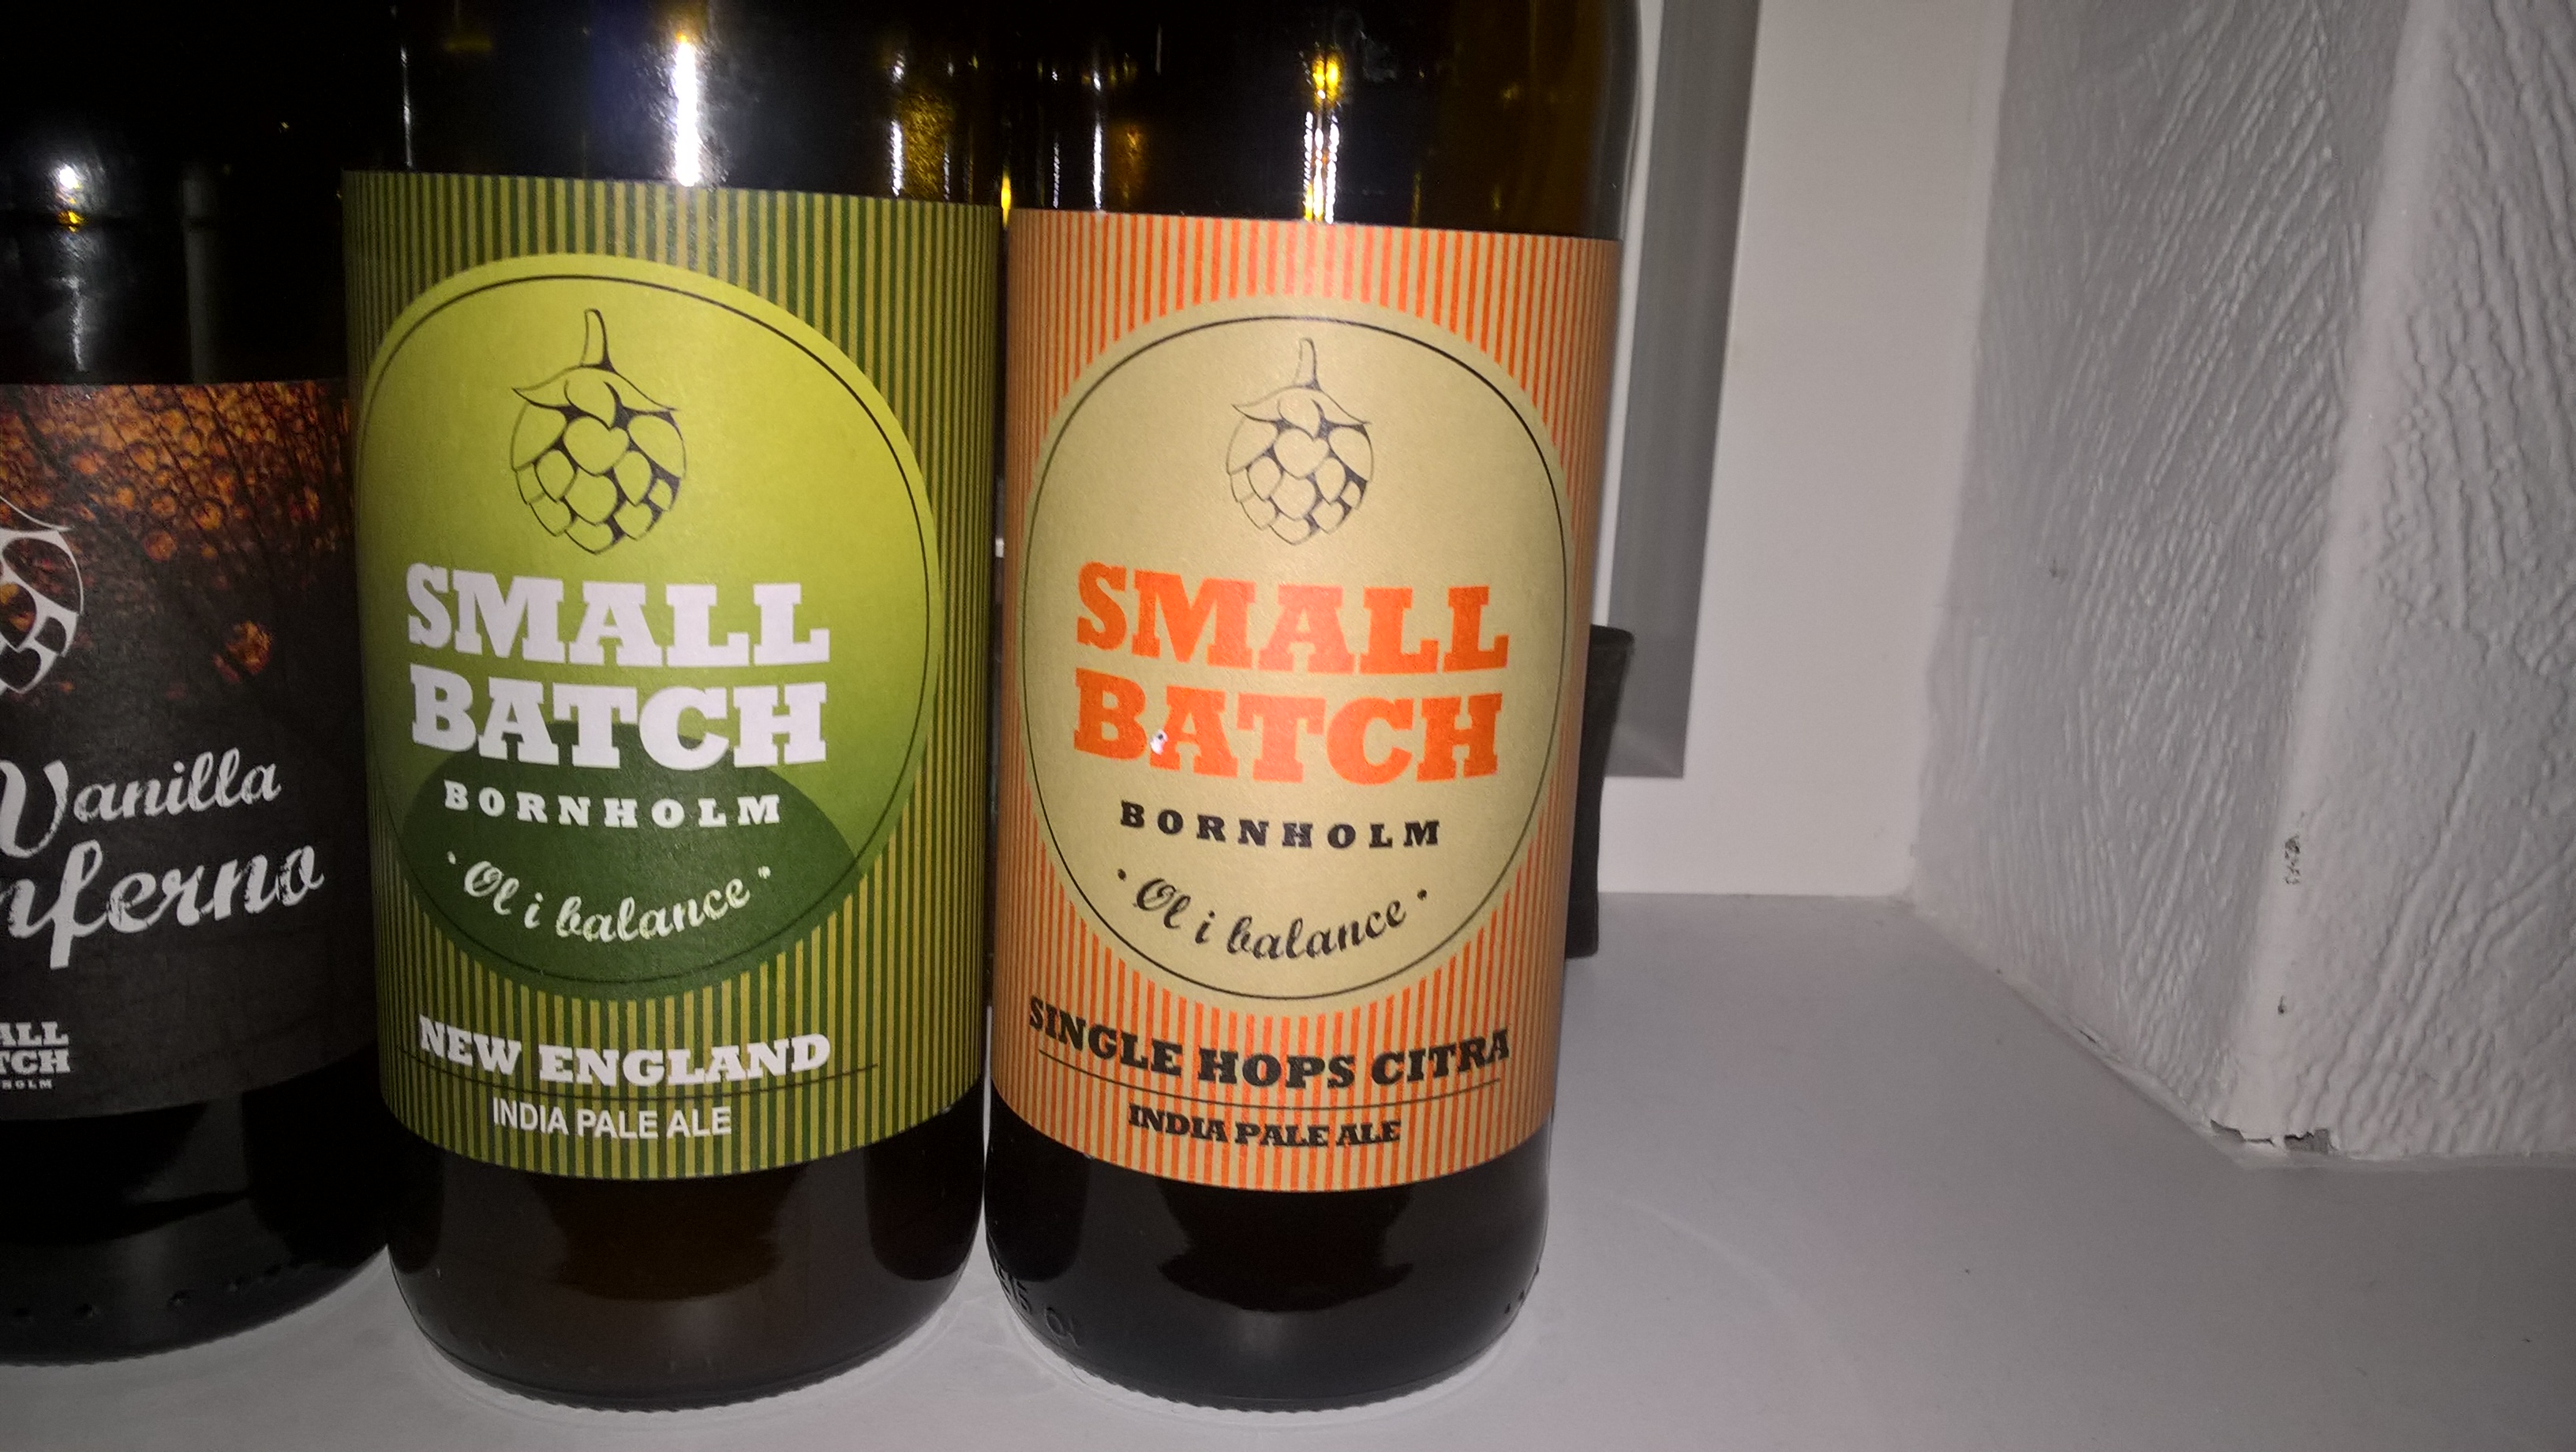 Vanilla
nferno
ALL
TCH
NHOLM
SMALL
BATCH
BORNHOLM
· Øl i balance ·
NEW ENGLAND
INDIA PALE ALE
SMALL
BATCH
BORNHOLM
· Øl i balance ·
SINGLE HOPS CITRA
INDIA PALE ALE